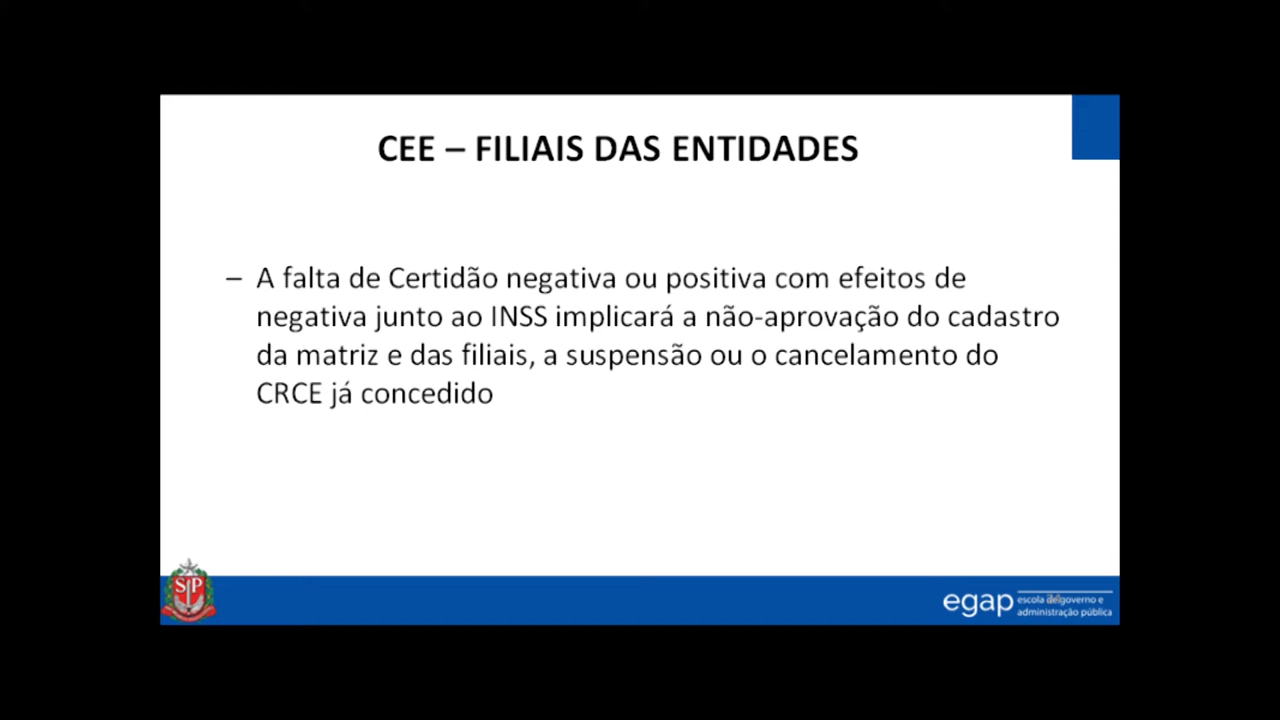 CEE – FILIAIS DAS ENTIDADES
– A falta de Certidão negativa ou positiva com efeitos de
negativa junto ao INSS implicará a não-aprovação do cadastro
da matriz e das filiais, a suspensão ou o cancelamento do
CRCE já concedido
SP
egap
escola de governo e
administração pública